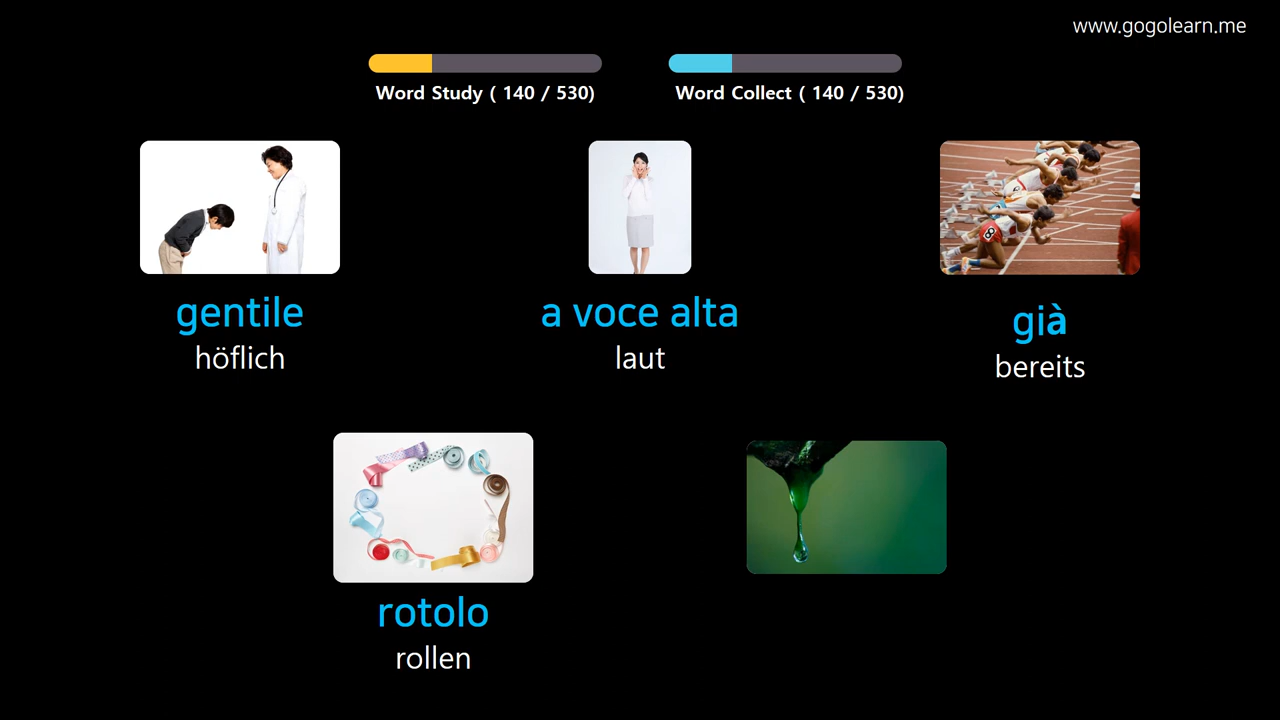 www.gogolearn.me
Word Study ( 140 / 530)
Word Collect ( 140 / 530)
gentile
höflich
a voce alta
laut
già
bereits
rotolo
rollen